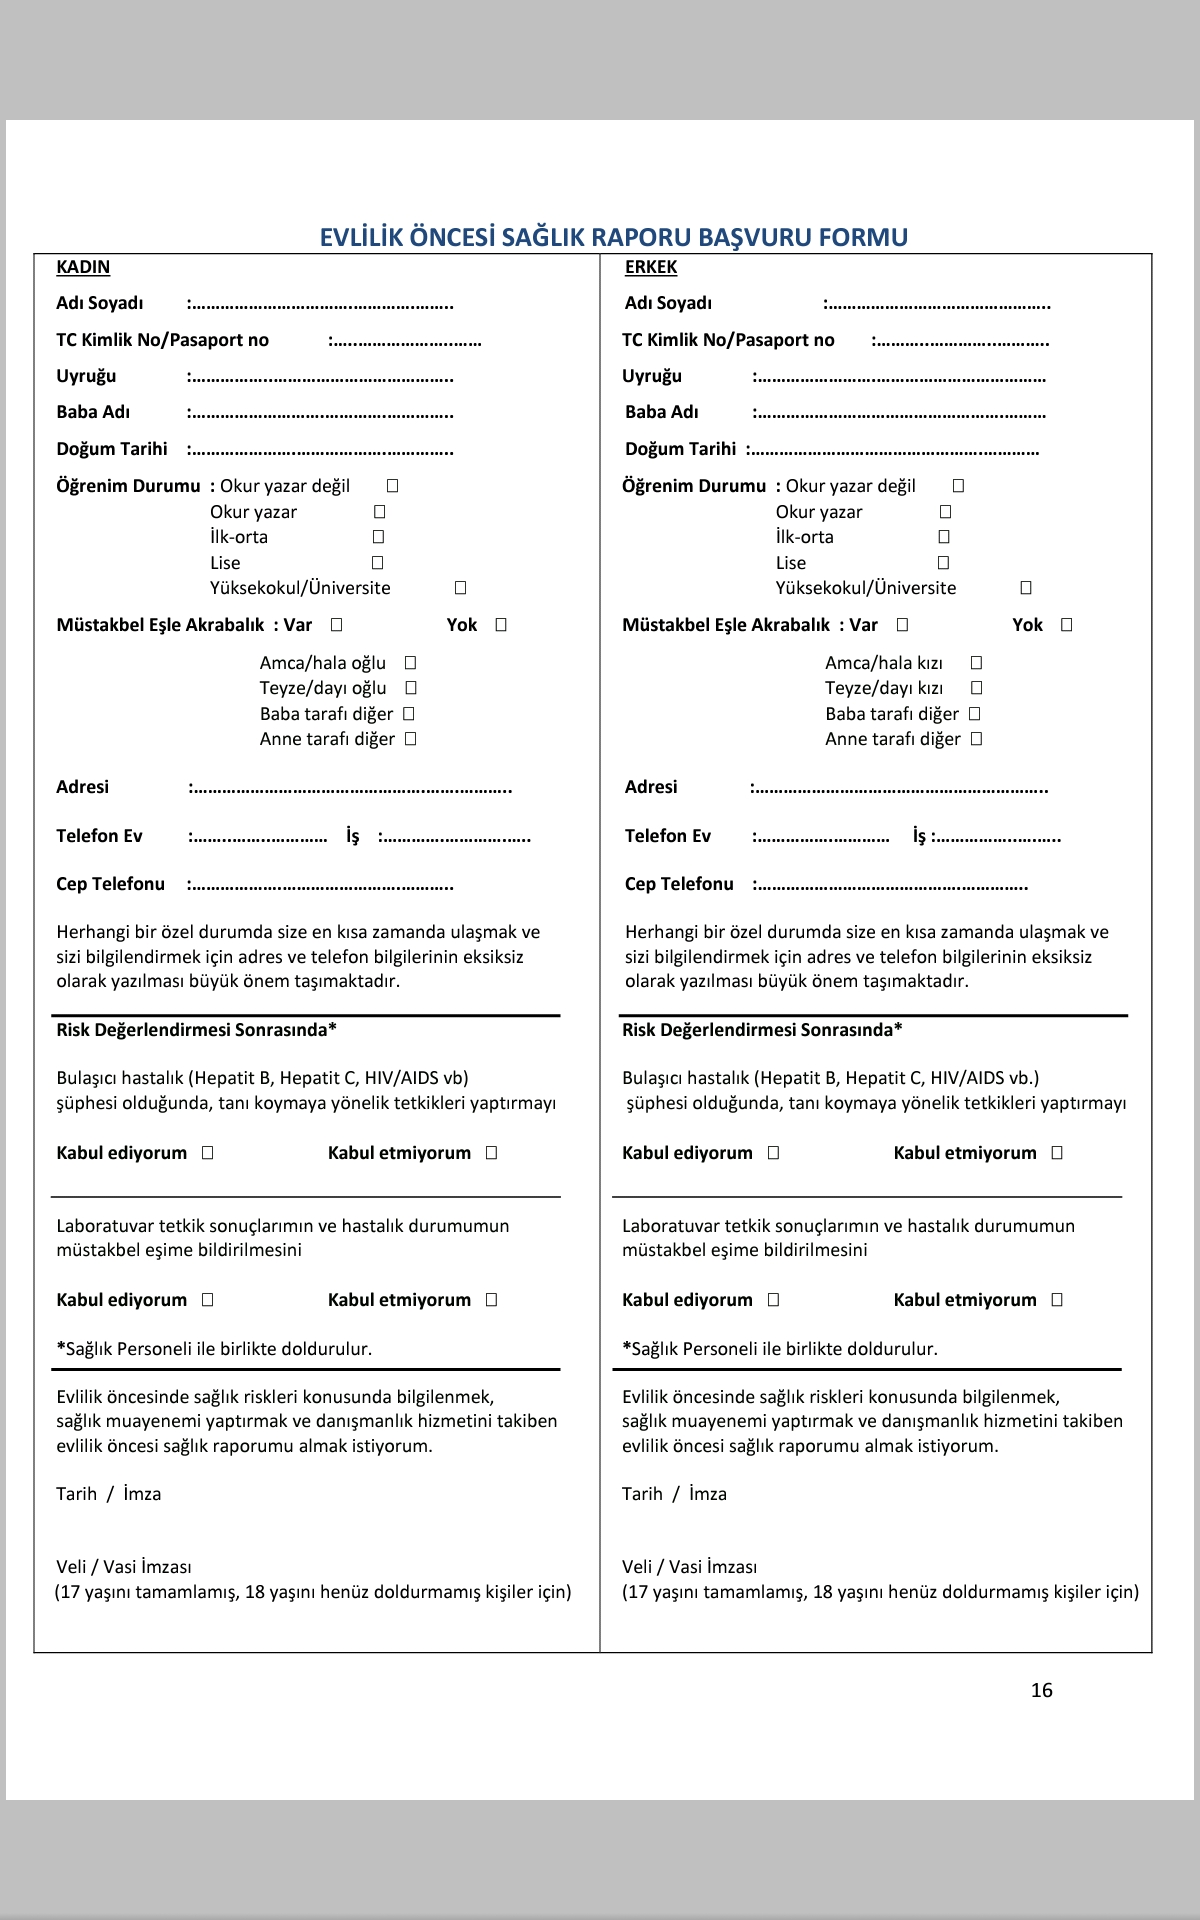 EVLİLİK ÖNCESİ SAĞLIK RAPORU BAŞVURU FORMU
KADIN
Adı Soyadı :……………………………………………..
TC Kimlik No/Pasaport no :…………………………
Uyruğu :……………………………………………..
Baba Adı :……………………………………………..
Doğum Tarihi :……………………………………………..
Öğrenim Durumu : Okur yazar değil □
Okur yazar □
İlk-orta □
Lise □
Yüksekokul/Üniversite □
Müstakbel Eşle Akrabalık : Var □ Yok □
Amca/hala oğlu □
Teyze/dayı oğlu □
Baba tarafı diğer □
Anne tarafı diğer □
Adresi :………………………………………………………..
Telefon Ev :……………………… İş :…………………………..
Cep Telefonu :……………………………………………..
Herhangi bir özel durumda size en kısa zamanda ulaşmak ve
sizi bilgilendirmek için adres ve telefon bilgilerinin eksiksiz
olarak yazılması büyük önem taşımaktadır.
Risk Değerlendirmesi Sonrasında*
Bulaşıcı hastalık (Hepatit B, Hepatit C, HIV/AIDS vb)
şüphesi olduğunda, tanı koymaya yönelik tetkikleri yaptırmayı
Kabul ediyorum □ Kabul etmiyorum □
Laboratuvar tetkik sonuçlarımın ve hastalık durumumun
müstakbel eşime bildirilmesini
Kabul ediyorum □ Kabul etmiyorum □
*Sağlık Personeli ile birlikte doldurulur.
Evlilik öncesinde sağlık riskleri konusunda bilgilenmek,
sağlık muayenemi yaptırmak ve danışmanlık hizmetini takiben
evlilik öncesi sağlık raporumu almak istiyorum.
Tarih / İmza
Veli / Vasi İmzası
(17 yaşını tamamlamış, 18 yaşını henüz doldurmamış kişiler için)
ERKEK
Adı Soyadı :……………………………………..
TC Kimlik No/Pasaport no :……………………………..
Uyruğu :…………………………………………………
Baba Adı :…………………………………………………
Doğum Tarihi :…………………………………………………
Öğrenim Durumu : Okur yazar değil □
Okur yazar □
İlk-orta □
Lise □
Yüksekokul/Üniversite □
Müstakbel Eşle Akrabalık : Var □ Yok □
Amca/hala kızı □
Teyze/dayı kızı □
Baba tarafı diğer □
Anne tarafı diğer □
Adresi :…………………………………………………..
Telefon Ev :……………………… İş :……………………..
Cep Telefonu :………………………………………………..
Herhangi bir özel durumda size en kısa zamanda ulaşmak ve
sizi bilgilendirmek için adres ve telefon bilgilerinin eksiksiz
olarak yazılması büyük önem taşımaktadır.
Risk Değerlendirmesi Sonrasında*
Bulaşıcı hastalık (Hepatit B, Hepatit C, HIV/AIDS vb.)
şüphesi olduğunda, tanı koymaya yönelik tetkikleri yaptırmayı
Kabul ediyorum □ Kabul etmiyorum □
Laboratuvar tetkik sonuçlarımın ve hastalık durumumun
müstakbel eşime bildirilmesini
Kabul ediyorum □ Kabul etmiyorum □
*Sağlık Personeli ile birlikte doldurulur.
Evlilik öncesinde sağlık riskleri konusunda bilgilenmek,
sağlık muayenemi yaptırmak ve danışmanlık hizmetini takiben
evlilik öncesi sağlık raporumu almak istiyorum.
Tarih / İmza
Veli / Vasi İmzası
(17 yaşını tamamlamış, 18 yaşını henüz doldurmamış kişiler için)
16